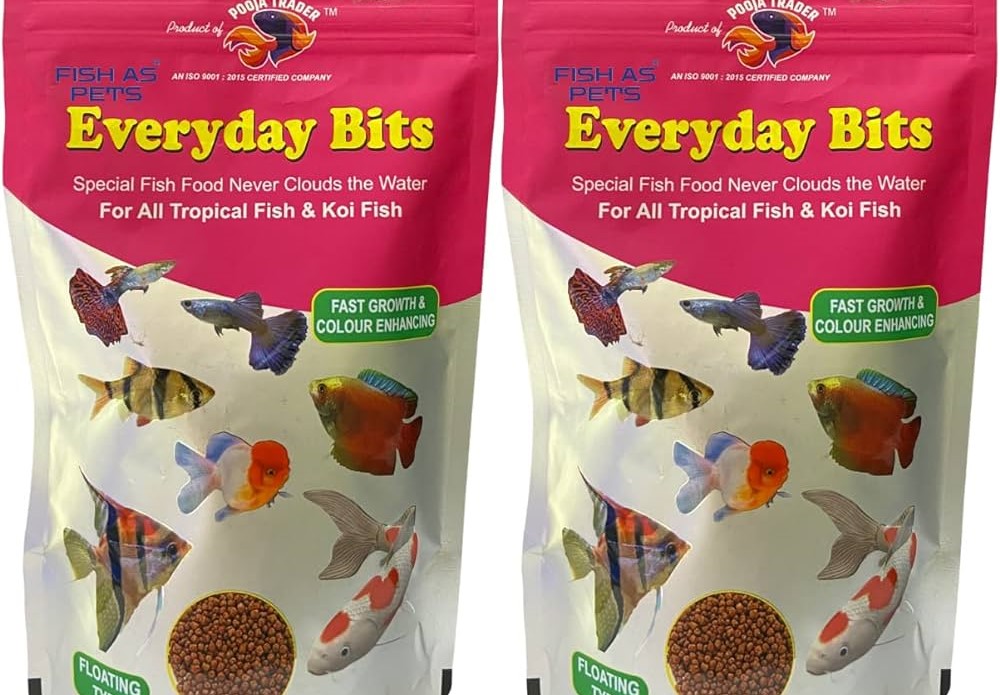 POOJA TRADER TM
Product of
AN ISO 9001 : 2015 CERTIFIED COMPANY
FISH AS
PETS
Everyday Bits
Special Fish Food Never Clouds the Water
For All Tropical Fish & Koi Fish
FAST GROWTH &
COLOUR ENHANCING
FLOATING
POOJA TRADER TM
Product of
AN ISO 9001 : 2015 CERTIFIED COMPANY
FISH AS
PETS
Everyday Bits
Special Fish Food Never Clouds the Water
For All Tropical Fish & Koi Fish
FAST GROWTH &
COLOUR ENHANCING
FLOATING